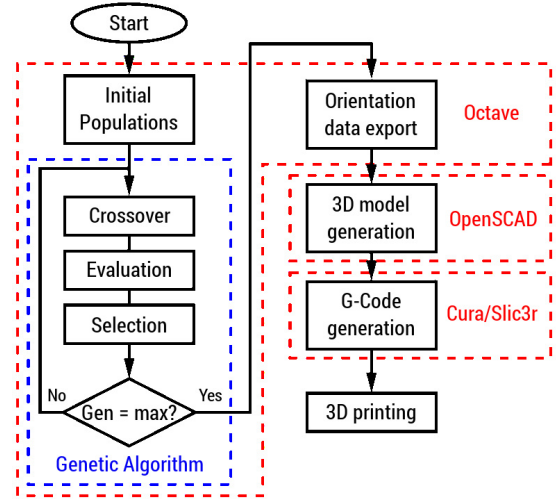 Start
Initial
Populations
Crossover
Evaluation
Selection
Gen = max?
No
Yes
Genetic Algorithm
Orientation
data export
Octave
3D model
generation
OpenSCAD
G-Code
generation
Cura/Slic3r
3D printing